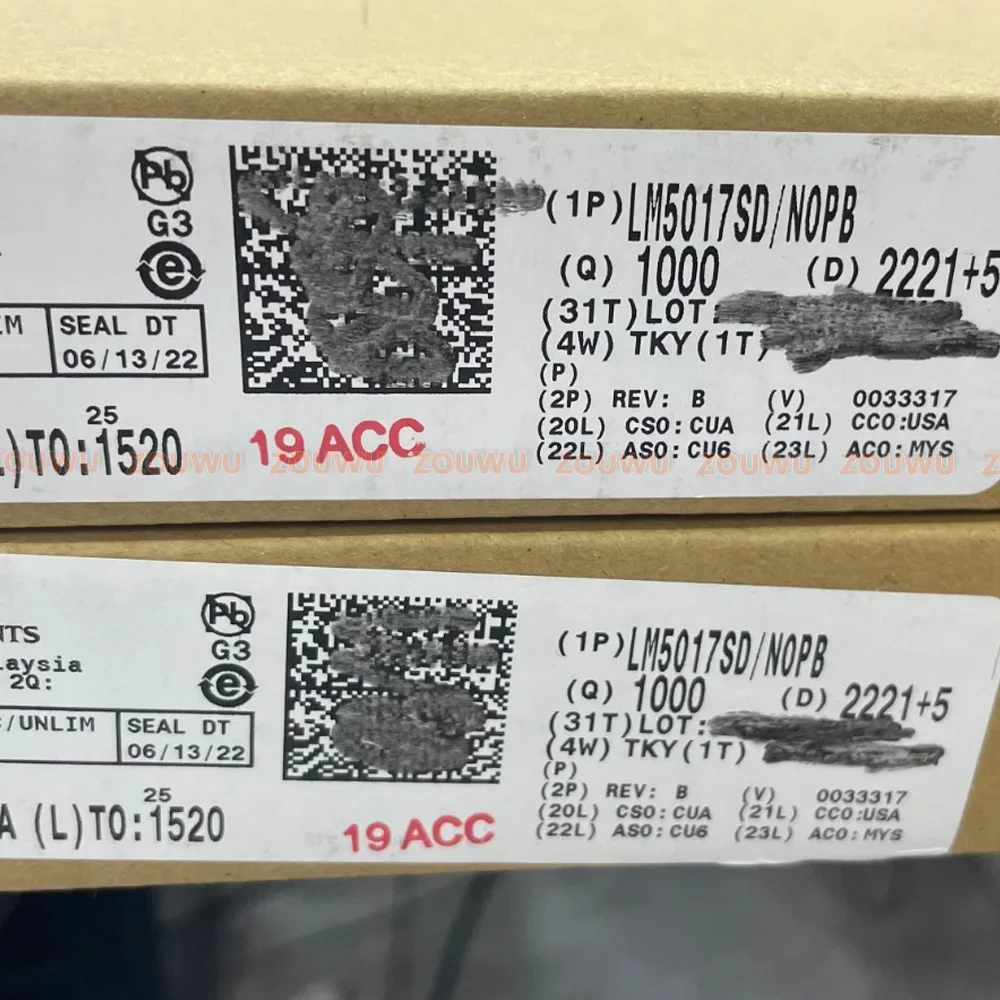 Pb
G3
e
(1P) LM5017SD/NOPB
(Q) 1000 (D) 2221+5
(31T)LOT
(4W) TKY(1T)
(P)
(2P) REV: B (V) 0033317
(20L) CSO:CUA (21L) CCO:USA
(22L) ASO:CU6 (23L) ACO:MYS
SEAL DT
06/13/22
25
)TO:1520
19 ACC
ZOUWU ZOUWU ZOUWU ZOUWU ZOUWU ZOUWU
NTS
laysia
2Q:
Pb
G3
e
/UNLIM SEAL DT
06/13/22
25
A (L)TO:1520
19 ACC
(1P) LM5017SD/NOPB
(Q) 1000 (D) 2221+5
(31T)LOT:
(4W) TKY(1T)
(P)
(2P) REV: B (V) 0033317
(20L) CSO:CUA (21L) CCO:USA
(22L) ASO:CU6 (23L) ACO:MYS